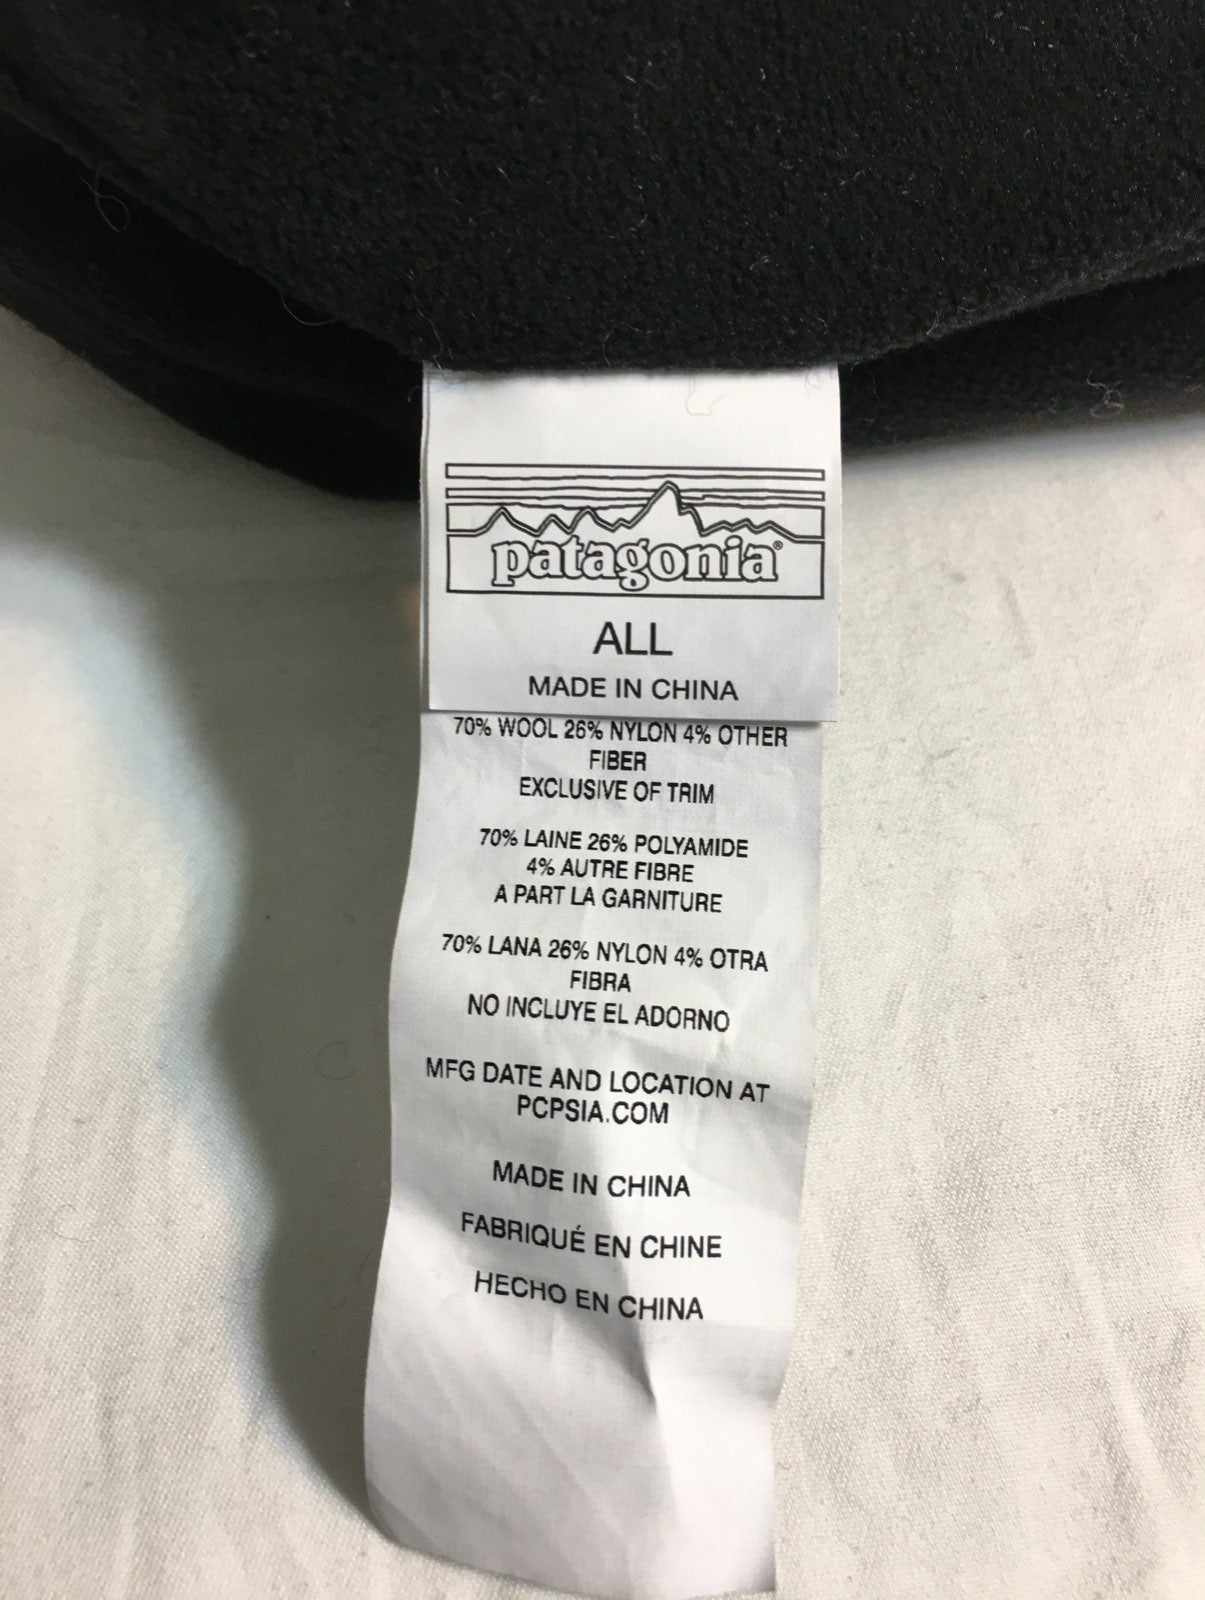 patagonia®
ALL
MADE IN CHINA
70% WOOL 26% NYLON 4% OTHER
FIBER
EXCLUSIVE OF TRIM
70% LAINE 26% POLYAMIDE
4% AUTRE FIBRE
A PART LA GARNITURE
70% LANA 26% NYLON 4% OTRA
FIBRA
NO INCLUYE EL ADORNO
MFG DATE AND LOCATION AT
PCPSIA.COM
MADE IN CHINA
FABRIQUÉ EN CHINE
HECHO EN CHINA